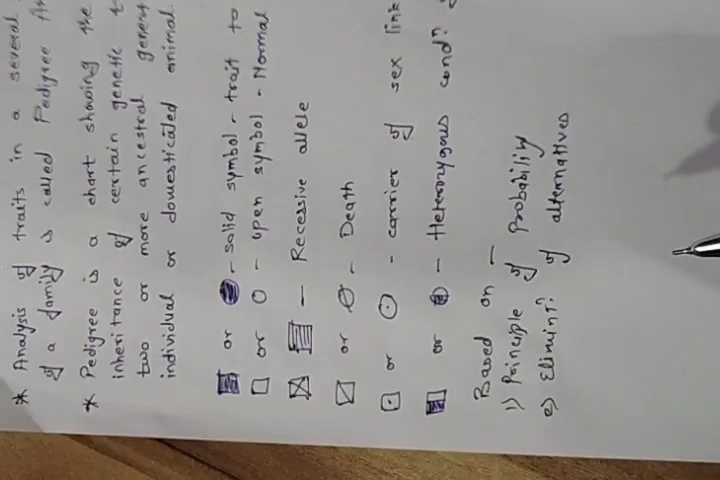 * Analysis of traits in a several
of a family is called Pedigree
* Pedigree is a chart showing the
inheritance of certain genetic
two or more ancestral
individual or domesticated animal.
or - solid symbol - trait to
or - open symbol - Normal
- Recessive allele
or - Death
or - carrier of sex link
or - Heterozygous condn
Based on -
1) Principle of Probability
2) Elimint? of alternatives